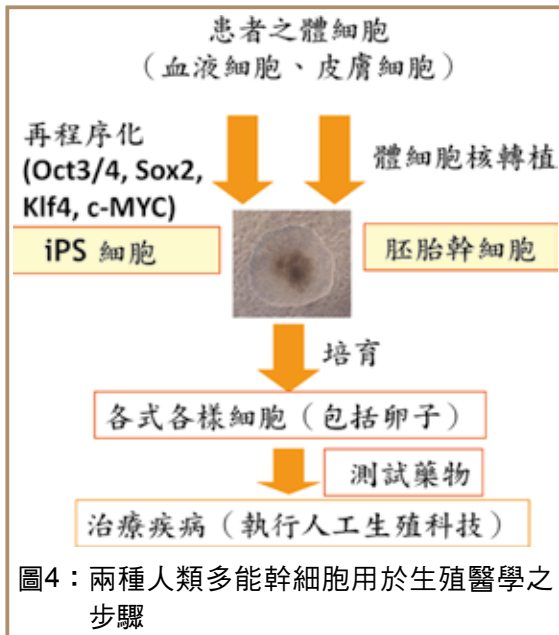 患者之體細胞
（血液細胞、皮膚細胞）
再程序化
(Oct3/4, Sox2,
Klf4, c-MYC)
體細胞核轉植
iPS 細胞
胚胎幹細胞
培育
各式各樣細胞（包括卵子）
測試藥物
治療疾病（執行人工生殖科技）
圖4：兩種人類多能幹細胞用於生殖醫學之
步驟